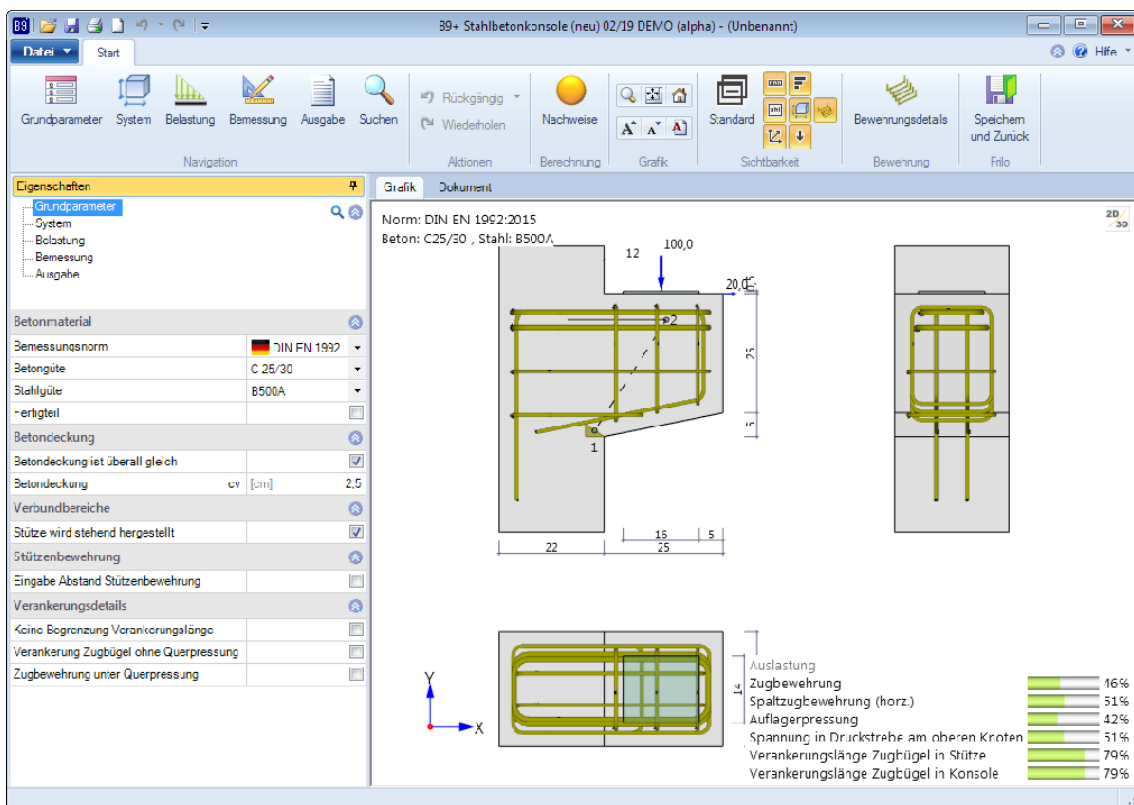 B9+ Stahlbetonkonsole (neu) 02/19 DEMO (alpha) - (Unbenannt)
Datei Start Hilfe
Grundparameter System Belastung Bemessung Ausgabe Suchen
Rückgängig
Wiederholen
Nachweise
Standard
Bewehrungsdetails
Speichern und Zurück
Navigation Aktionen Berechnung Grafik Sichtbarkeit Bewehrung Frilo
Eigenschaften
Grundparameter
System
Belastung
Bemessung
Ausgabe
Betonmaterial
Bemessungsnorm DIN EN 1992
Betongüte C 25/30
Stahlgüte B500A
Fertigteil
Betondeckung
Betondeckung ist überall gleich
Betondeckung cv [cm] 2,5
Verbundbereiche
Stütze wird stehend hergestellt
Stützenbewehrung
Eingabe Abstand Stützenbewehrung
Verankerungsdetails
Keine Begrenzung Verankerungslänge
Verankerung Zugbügel ohne Querpressung
Zugbewehrung unter Querpressung
Grafik Dokument
Norm: DIN EN 1992:2015
Beton: C25/30 , Stahl: B500A
2D/3D
12 100,0
20,0
2
25
5
1
16 5
22 25
Y
X
14
Auslastung
Zugbewehrung 46%
Spaltzugbewehrung (horz.) 51%
Auflagerpressung 42%
Spannung in Druckstrebe am oberen Knoten 51%
Verankerungslänge Zugbügel in Stütze 79%
Verankerungslänge Zugbügel in Konsole 79%